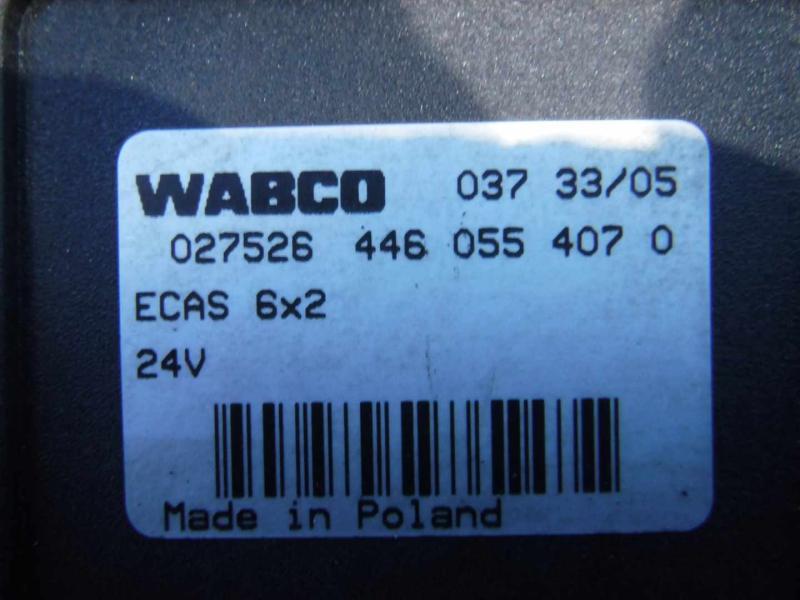 WABCO 037 33/05
027526 446 055 407 0
ECAS 6x2
24V
Made in Poland